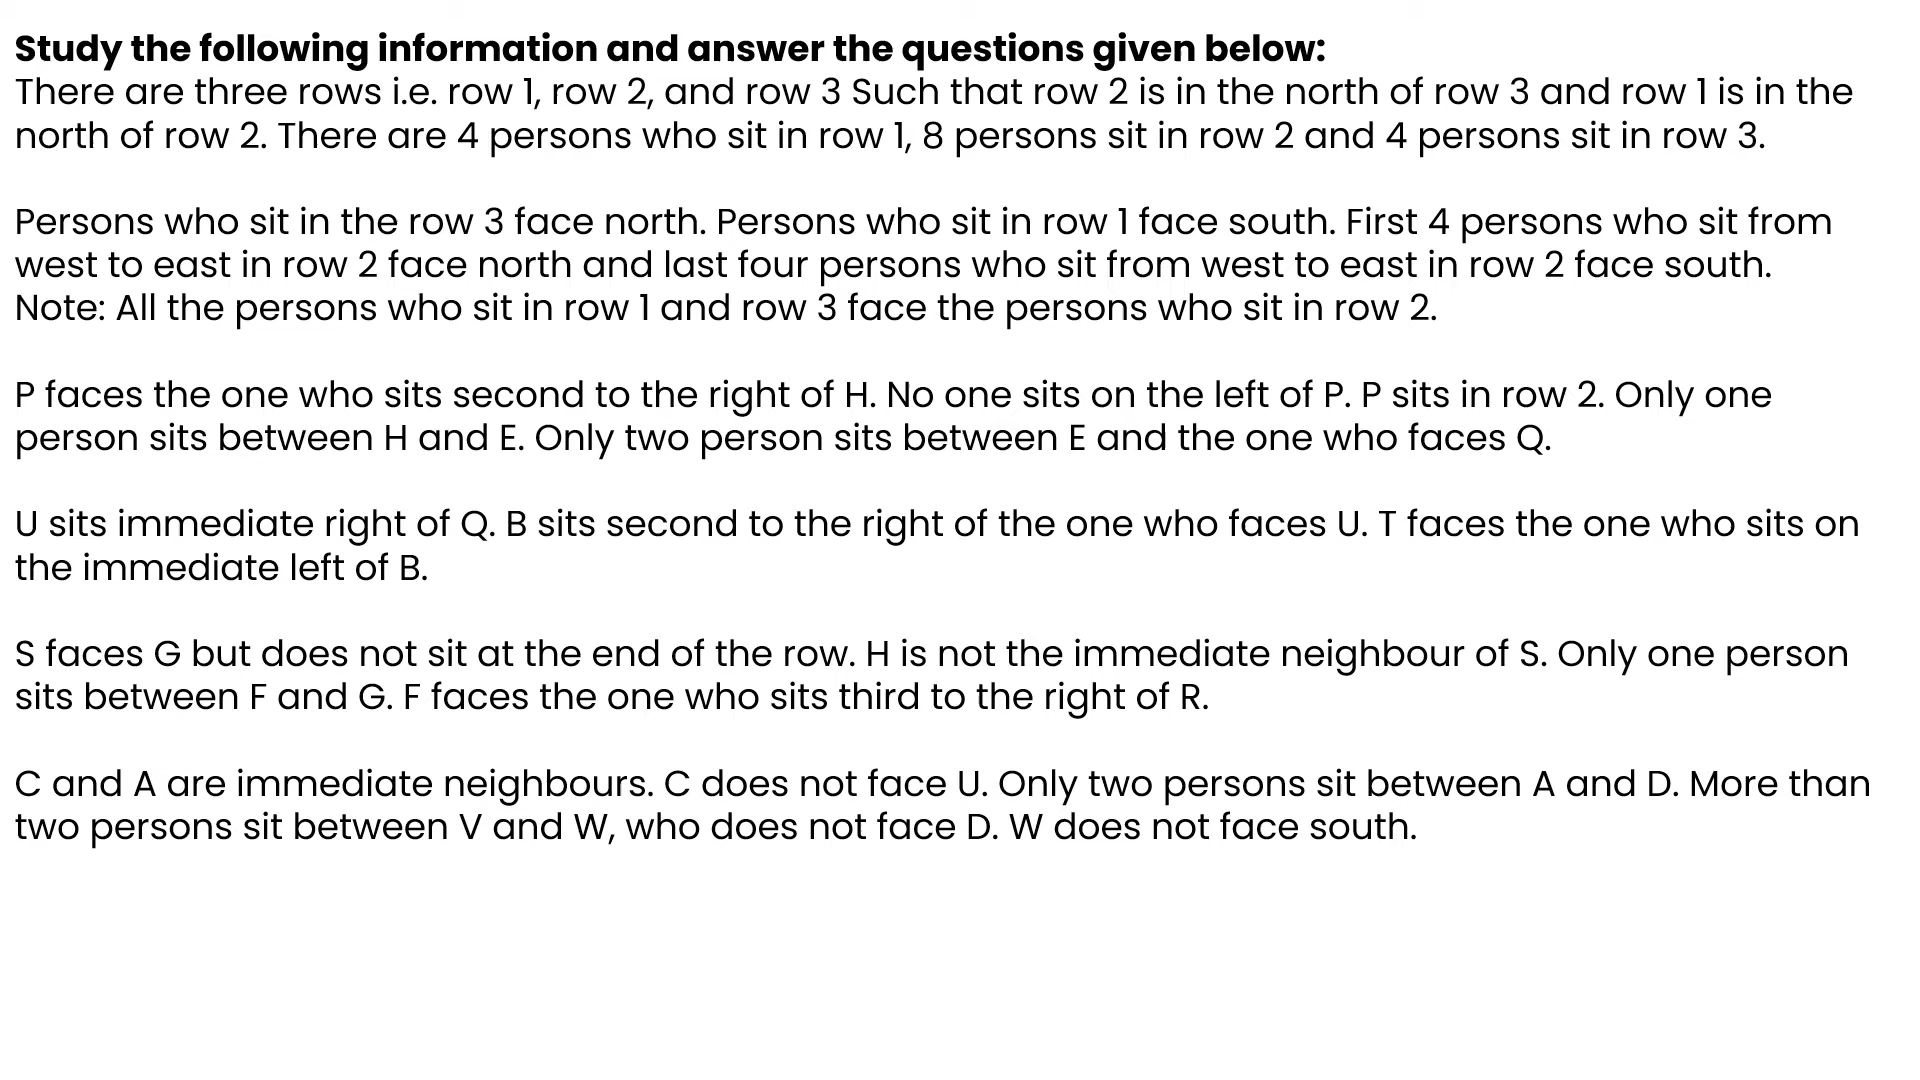 Study the following information and answer the questions given below:
There are three rows i.e. row 1, row 2, and row 3 Such that row 2 is in the north of row 3 and row 1 is in the
north of row 2. There are 4 persons who sit in row 1, 8 persons sit in row 2 and 4 persons sit in row 3.
Persons who sit in the row 3 face north. Persons who sit in row 1 face south. First 4 persons who sit from
west to east in row 2 face north and last four persons who sit from west to east in row 2 face south.
Note: All the persons who sit in row 1 and row 3 face the persons who sit in row 2.
P faces the one who sits second to the right of H. No one sits on the left of P. P sits in row 2. Only one
person sits between H and E. Only two person sits between E and the one who faces Q.
U sits immediate right of Q. B sits second to the right of the one who faces U. T faces the one who sits on
the immediate left of B.
S faces G but does not sit at the end of the row. H is not the immediate neighbour of S. Only one person
sits between F and G. F faces the one who sits third to the right of R.
C and A are immediate neighbours. C does not face U. Only two persons sit between A and D. More than
two persons sit between V and W, who does not face D. W does not face south.